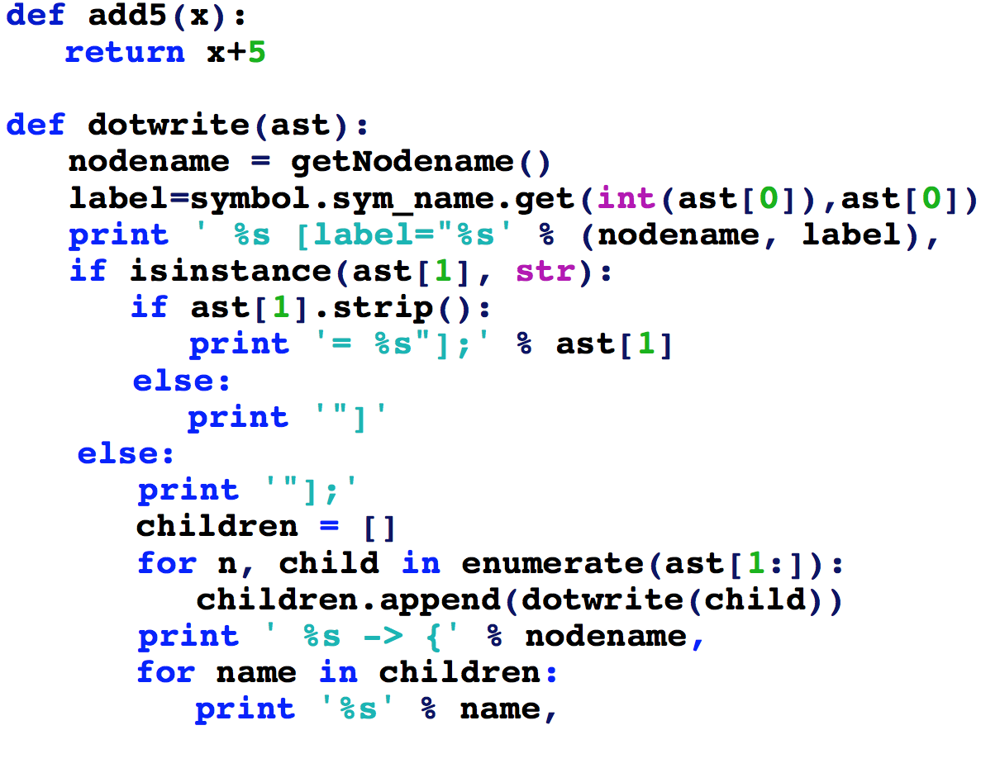 def add5(x):
   return x+5

def dotwrite(ast):
   nodename = getNodename()
   label=symbol.sym_name.get(int(ast[0]),ast[0])
   print ' %s [label="%s' % (nodename, label),
   if isinstance(ast[1], str):
      if ast[1].strip():
         print '= %s"];' % ast[1]
      else:
         print '"]'
   else:
      print '"];'
      children = []
      for n, child in enumerate(ast[1:]):
         children.append(dotwrite(child))
      print ' %s -> {' % nodename,
      for name in children:
         print '%s' % name,